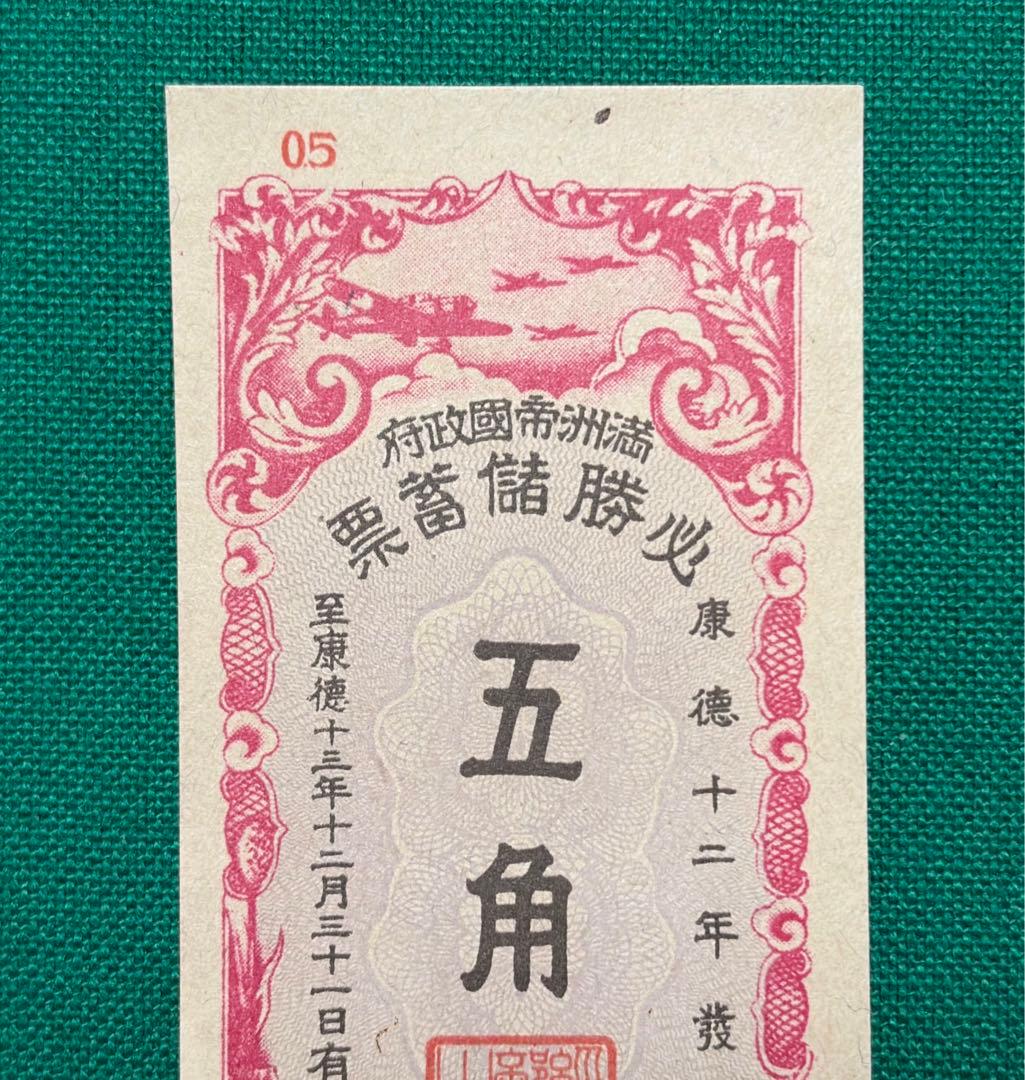 05
滿洲帝國政府
必勝儲蓄票
康德十二年發
五角
至康德十三年十二月三十一日有